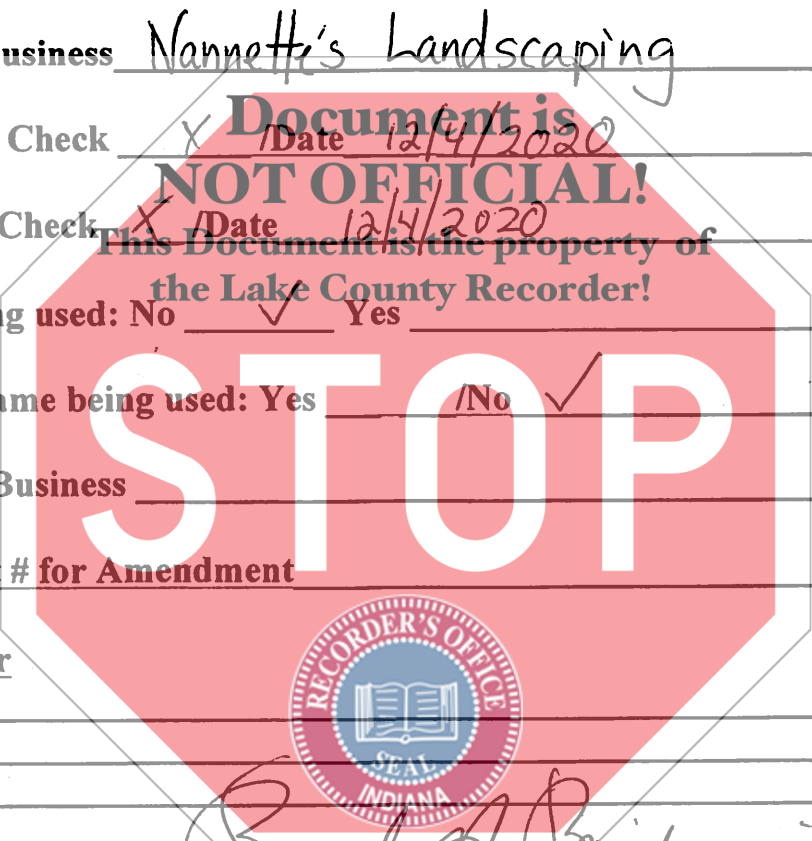 usiness Nannette's Landscaping
Document is
Check X /Date 12/4/2020
NOT OFFICIAL!
Check X /Date 12/4/2020
This Document is the property of
the Lake County Recorder!
g used: No ✓ Yes
ame being used: Yes /No ✓
STOP
Business
# for Amendment
r
RECORDER'S OFFICE
SEAL
INDIANA